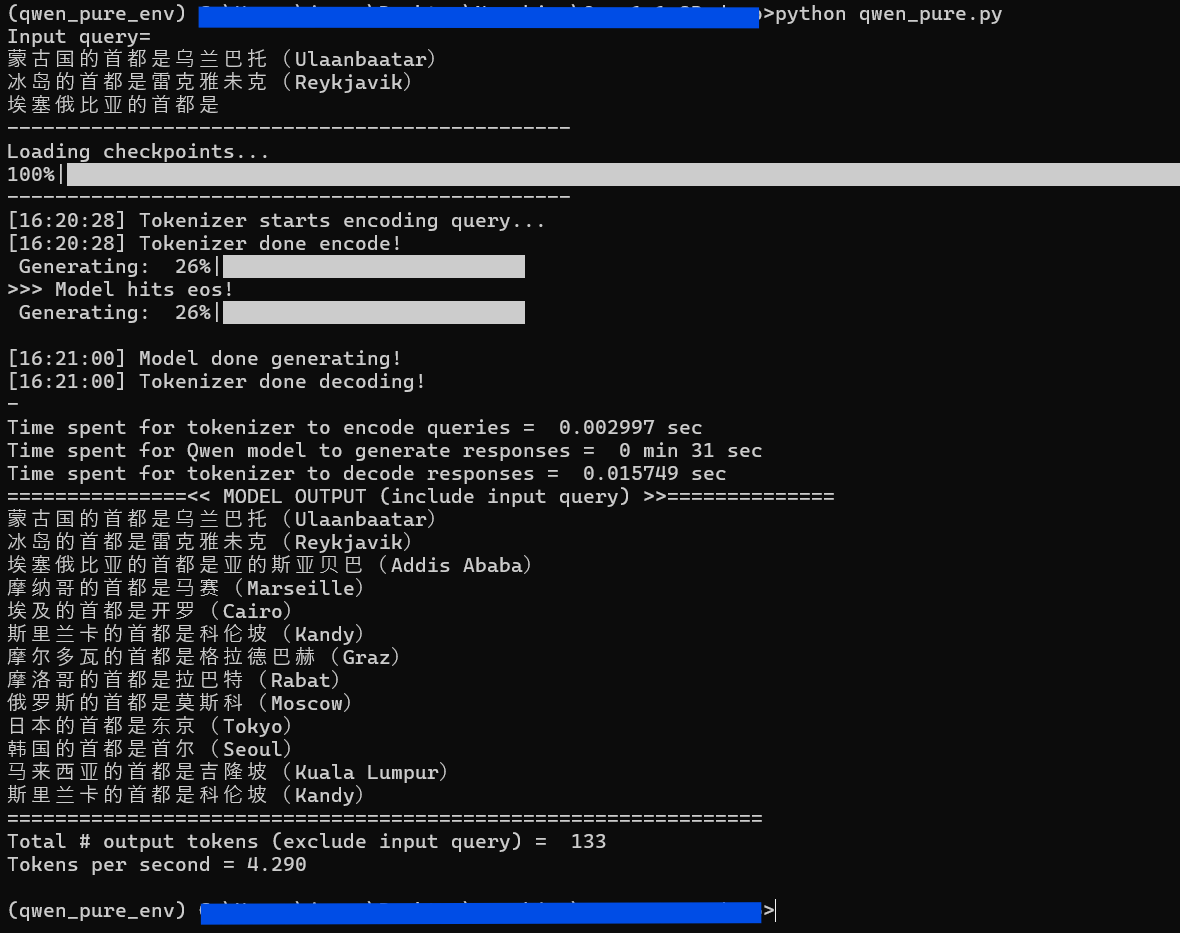 (qwen_pure_env) >python qwen_pure.py
Input query=
蒙古国的首都是乌兰巴托（Ulaanbaatar）
冰岛的首都是雷克雅未克（Reykjavik）
埃塞俄比亚的首都是
-----------------------------------------------
Loading checkpoints...
100%|
-----------------------------------------------
[16:20:28] Tokenizer starts encoding query...
[16:20:28] Tokenizer done encode!
Generating:  26%|
>>> Model hits eos!
Generating:  26%|
[16:21:00] Model done generating!
[16:21:00] Tokenizer done decoding!
-
Time spent for tokenizer to encode queries =  0.002997 sec
Time spent for Qwen model to generate responses =  0 min 31 sec
Time spent for tokenizer to decode responses =  0.015749 sec
===============<< MODEL OUTPUT (include input query) >>==============
蒙古国的首都是乌兰巴托（Ulaanbaatar）
冰岛的首都是雷克雅未克（Reykjavik）
埃塞俄比亚的首都是亚的斯亚贝巴（Addis Ababa）
摩纳哥的首都是马赛（Marseille）
埃及的首都是开罗（Cairo）
斯里兰卡的首都是科伦坡（Kandy）
摩尔多瓦的首都是格拉德巴赫（Graz）
摩洛哥的首都是拉巴特（Rabat）
俄罗斯的首都是莫斯科（Moscow）
日本的首都是东京（Tokyo）
韩国的首都是首尔（Seoul）
马来西亚的首都是吉隆坡（Kuala Lumpur）
斯里兰卡的首都是科伦坡（Kandy）
===============================================================
Total # output tokens (exclude input query) =  133
Tokens per second = 4.290
(qwen_pure_env) >